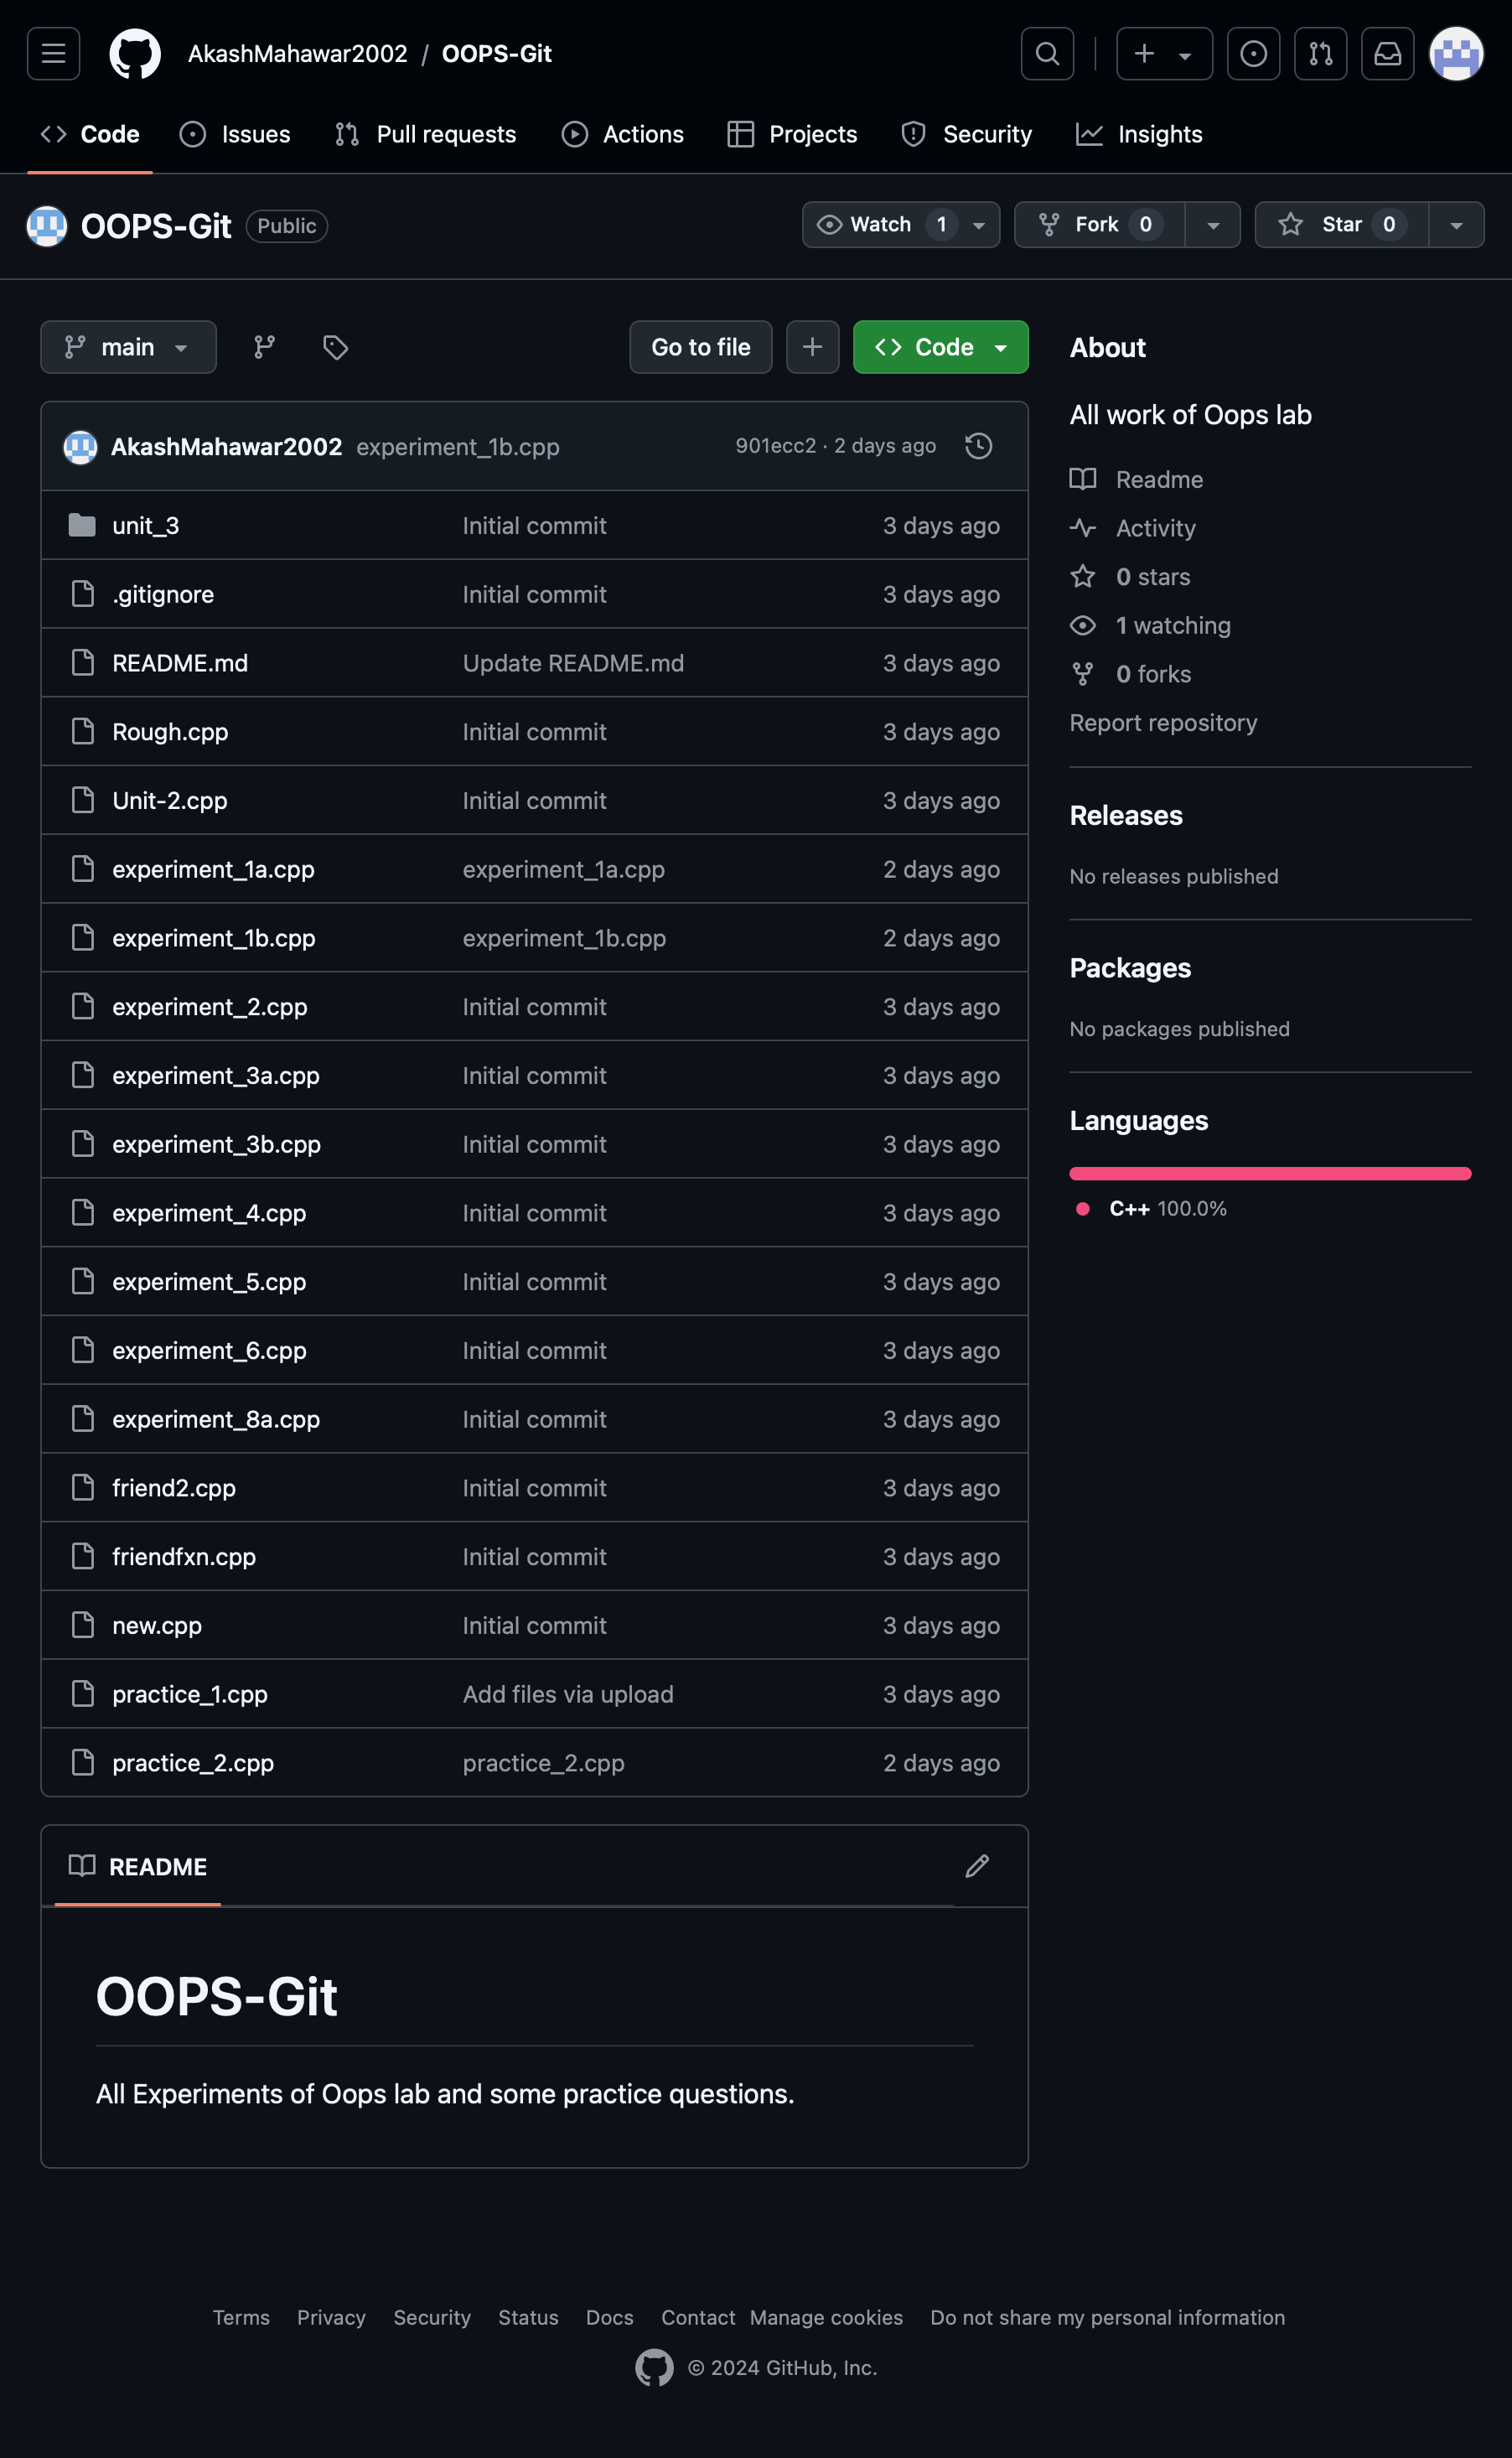 AkashMahawar2002 / OOPS-Git
Code Issues Pull requests Actions Projects Security Insights
OOPS-Git Public Watch 1 Fork 0 Star 0
main Go to file Code
AkashMahawar2002 experiment_1b.cpp 901ecc2 · 2 days ago
unit_3 Initial commit 3 days ago
.gitignore Initial commit 3 days ago
README.md Update README.md 3 days ago
Rough.cpp Initial commit 3 days ago
Unit-2.cpp Initial commit 3 days ago
experiment_1a.cpp experiment_1a.cpp 2 days ago
experiment_1b.cpp experiment_1b.cpp 2 days ago
experiment_2.cpp Initial commit 3 days ago
experiment_3a.cpp Initial commit 3 days ago
experiment_3b.cpp Initial commit 3 days ago
experiment_4.cpp Initial commit 3 days ago
experiment_5.cpp Initial commit 3 days ago
experiment_6.cpp Initial commit 3 days ago
experiment_8a.cpp Initial commit 3 days ago
friend2.cpp Initial commit 3 days ago
friendfxn.cpp Initial commit 3 days ago
new.cpp Initial commit 3 days ago
practice_1.cpp Add files via upload 3 days ago
practice_2.cpp practice_2.cpp 2 days ago
README
OOPS-Git
All Experiments of Oops lab and some practice questions.
About
All work of Oops lab
Readme
Activity
0 stars
1 watching
0 forks
Report repository
Releases
No releases published
Packages
No packages published
Languages
C++ 100.0%
Terms Privacy Security Status Docs Contact Manage cookies Do not share my personal information
© 2024 GitHub, Inc.